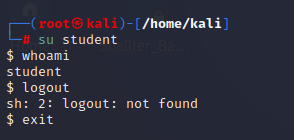 ┌──(root㉿kali)-[/home/kali]
└─# su student
$ whoami
student
$ logout
sh: 2: logout: not found
$ exit